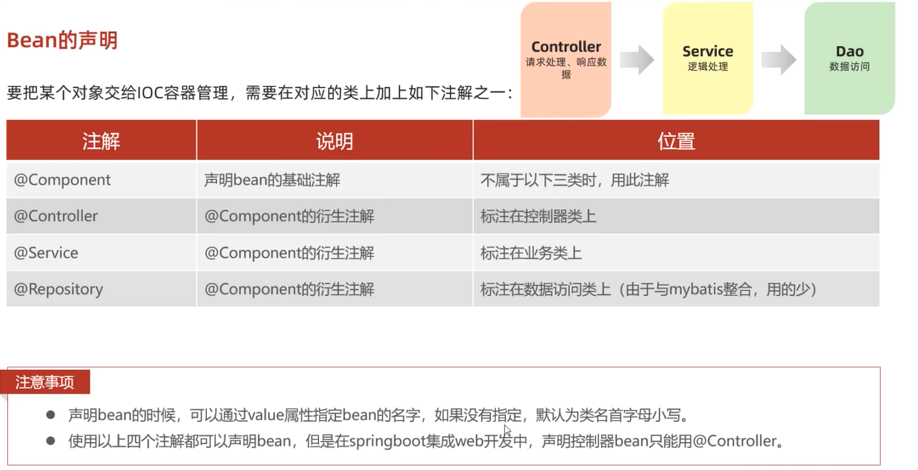 Bean的声明
Controller
请求处理、响应数
据
Service
逻辑处理
Dao
数据访问
要把某个对象交给IOC容器管理，需要在对应的类上加上如下注解之一：
注解 说明 位置
@Component 声明bean的基础注解 不属于以下三类时，用此注解
@Controller @Component的衍生注解 标注在控制器类上
@Service @Component的衍生注解 标注在业务类上
@Repository @Component的衍生注解 标注在数据访问类上（由于与mybatis整合，用的少）
注意事项
● 声明bean的时候，可以通过value属性指定bean的名字，如果没有指定，默认为类名首字母小写。
● 使用以上四个注解都可以声明bean，但是在springboot集成web开发中，声明控制器bean只能用@Controller。